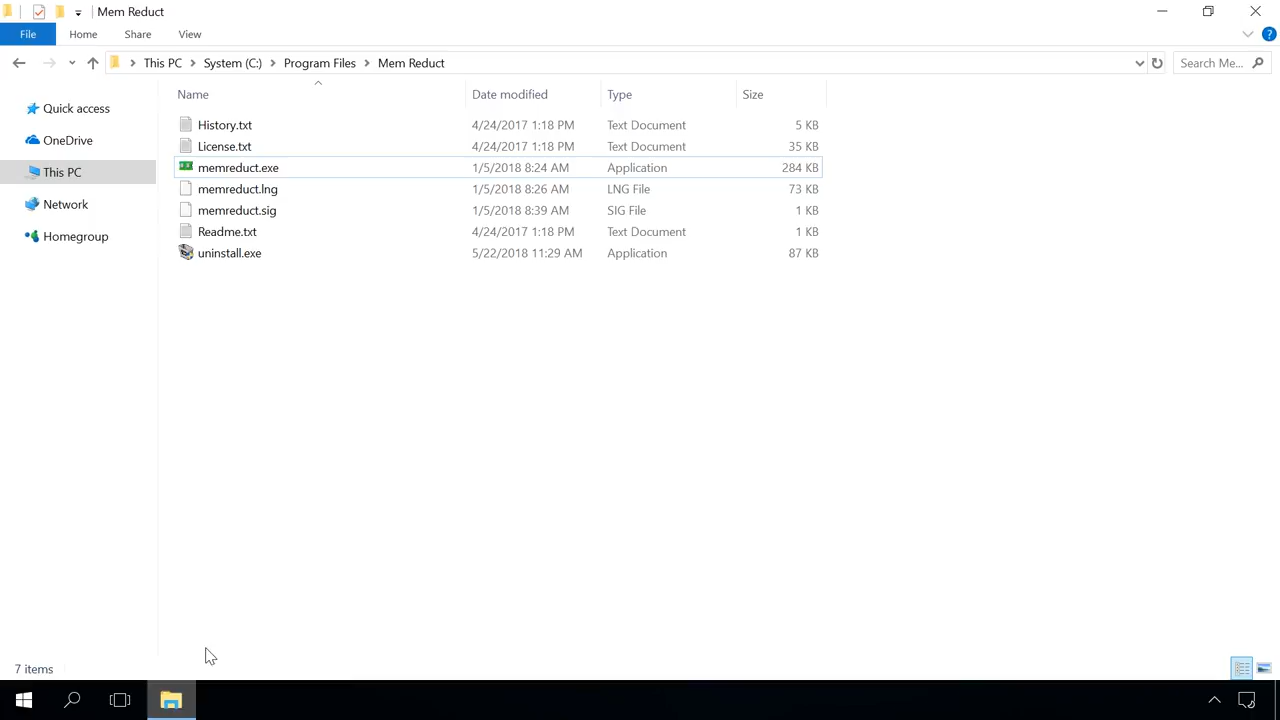 Mem Reduct
File Home Share View
This PC System (C:) Program Files Mem Reduct Search Me...
Name Date modified Type Size
Quick access
OneDrive
This PC
Network
Homegroup
History.txt 4/24/2017 1:18 PM Text Document 5 KB
License.txt 4/24/2017 1:18 PM Text Document 35 KB
memreduct.exe 1/5/2018 8:24 AM Application 284 KB
memreduct.lng 1/5/2018 8:26 AM LNG File 73 KB
memreduct.sig 1/5/2018 8:39 AM SIG File 1 KB
Readme.txt 4/24/2017 1:18 PM Text Document 1 KB
uninstall.exe 5/22/2018 11:29 AM Application 87 KB
7 items